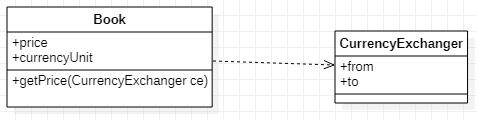 Book
+price
+currencyUnit
+getPrice(CurrencyExchanger ce)
CurrencyExchanger
+from
+to